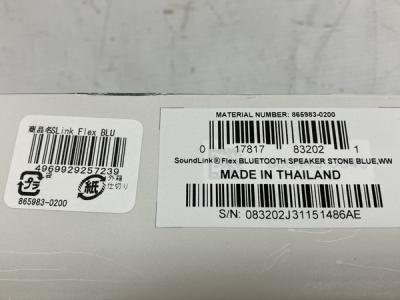 商品名SLink Flex BLU
4969929257239
プラ
紙
外箱
仕切り
865983-0200
MATERIAL NUMBER: 865983-0200
0 17817 83202 1
SoundLink® Flex BLUETOOTH SPEAKER STONE BLUE,WW
MADE IN THAILAND
S/N: 083202J31151486AE